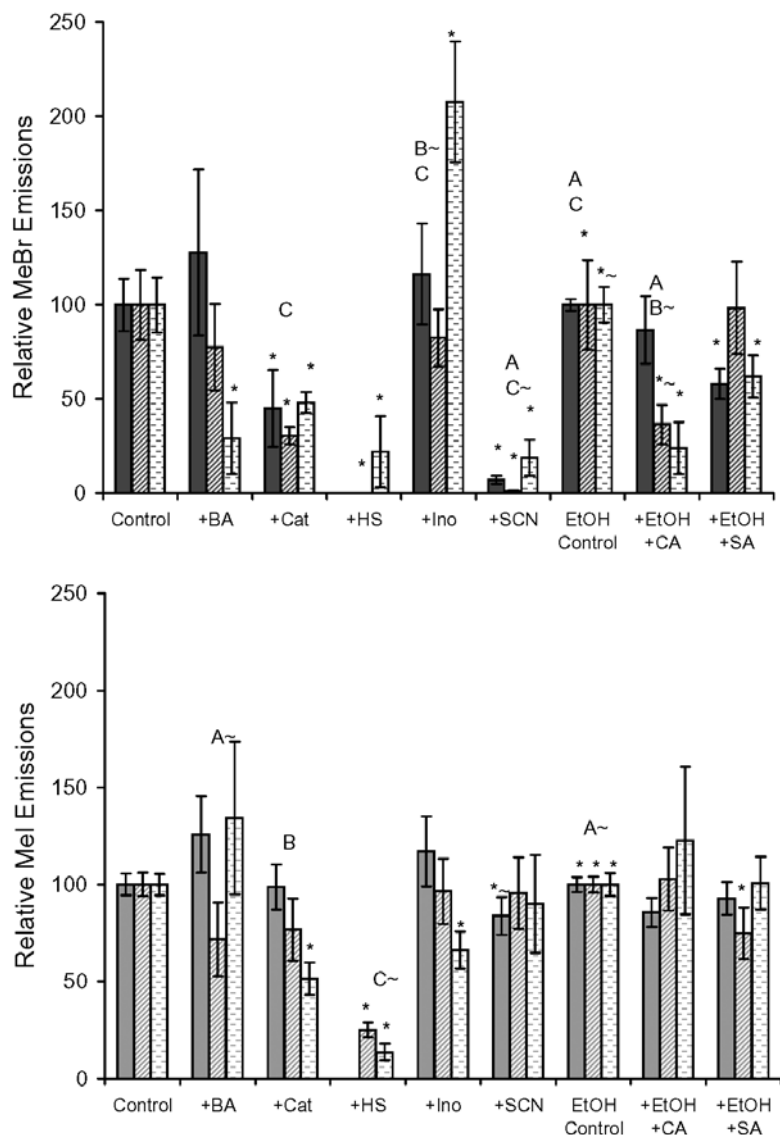 250
200
150
100
50
0
Relative MeBr Emissions
*
B~
C
A
C
*
*~
A
B~
C
*
*
*
*
*
A
C~
*
*
*
*~
*
*
*
*
Control
+BA
+Cat
+HS
+Ino
+SCN
EtOH
Control
+EtOH
+CA
+EtOH
+SA
250
200
150
100
50
0
Relative MeI Emissions
A~
B
*
C~
*
*
*
*~
A~
* * *
*
Control
+BA
+Cat
+HS
+Ino
+SCN
EtOH
Control
+EtOH
+CA
+EtOH
+SA